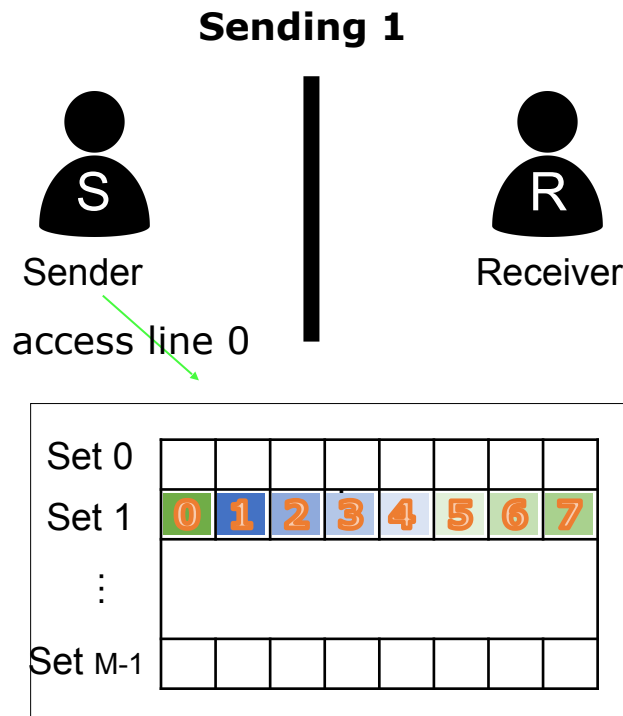 Sending 1
S
R
Sender
Receiver
access line 0
Set 0
Set 1 0 1 2 3 4 5 6 7
⋮
Set M-1